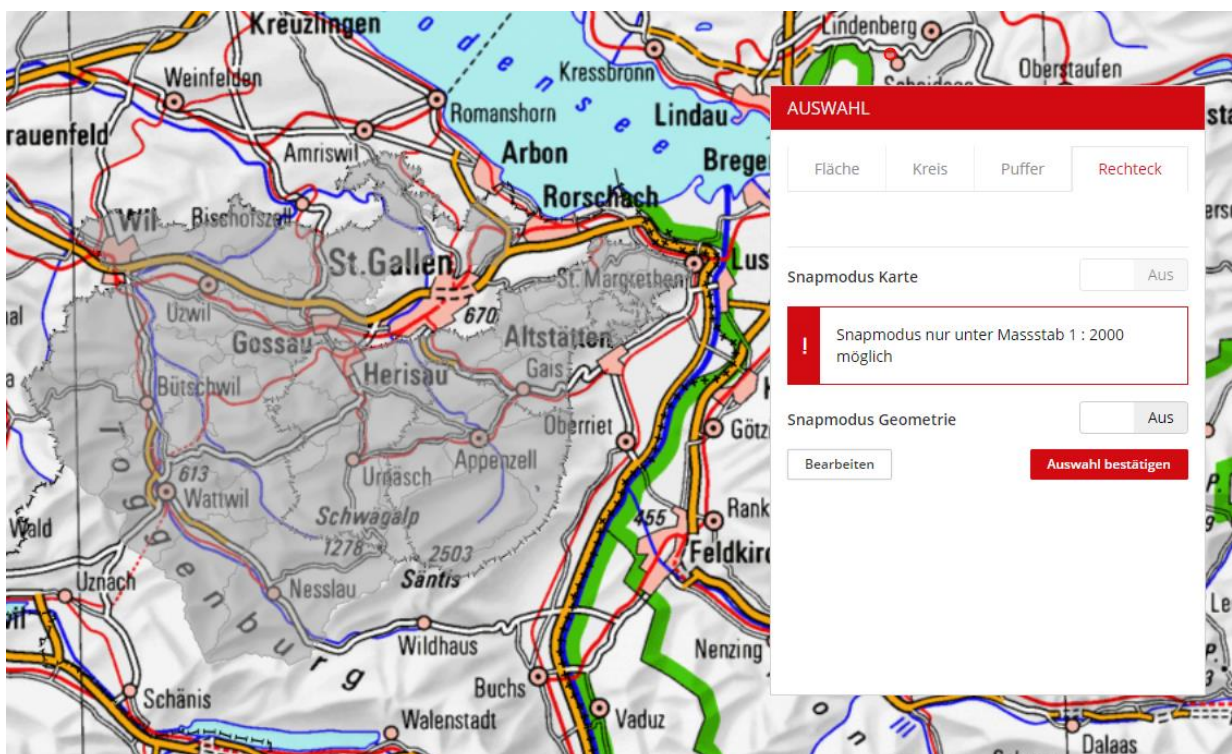 Kreuzlingen
Lindenberg
Weinfelden
Kressbronn
Oberstaufen
Romanshorn
Bodensee
Lindau
Amriswil
Arbon
Rorschach
Wil
Bischofszell
St.Gallen
St. Margrethen
Uzwil
670
Altstätten
Gossau
Herisau
Gais
Bütschwil
Oberriet
Urnäsch
Appenzell
613
Wattwil
Schwägalp
1278
2503
Säntis
455
Wald
Toggenburg
Uznach
Nesslau
Wildhaus
Nenzing
Schänis
Buchs
Walenstadt
Vaduz
Dalaas
AUSWAHL
Fläche Kreis Puffer Rechteck
Snapmodus Karte Aus
! Snapmodus nur unter Massstab 1 : 2000
möglich
Snapmodus Geometrie Aus
Bearbeiten Auswahl bestätigen